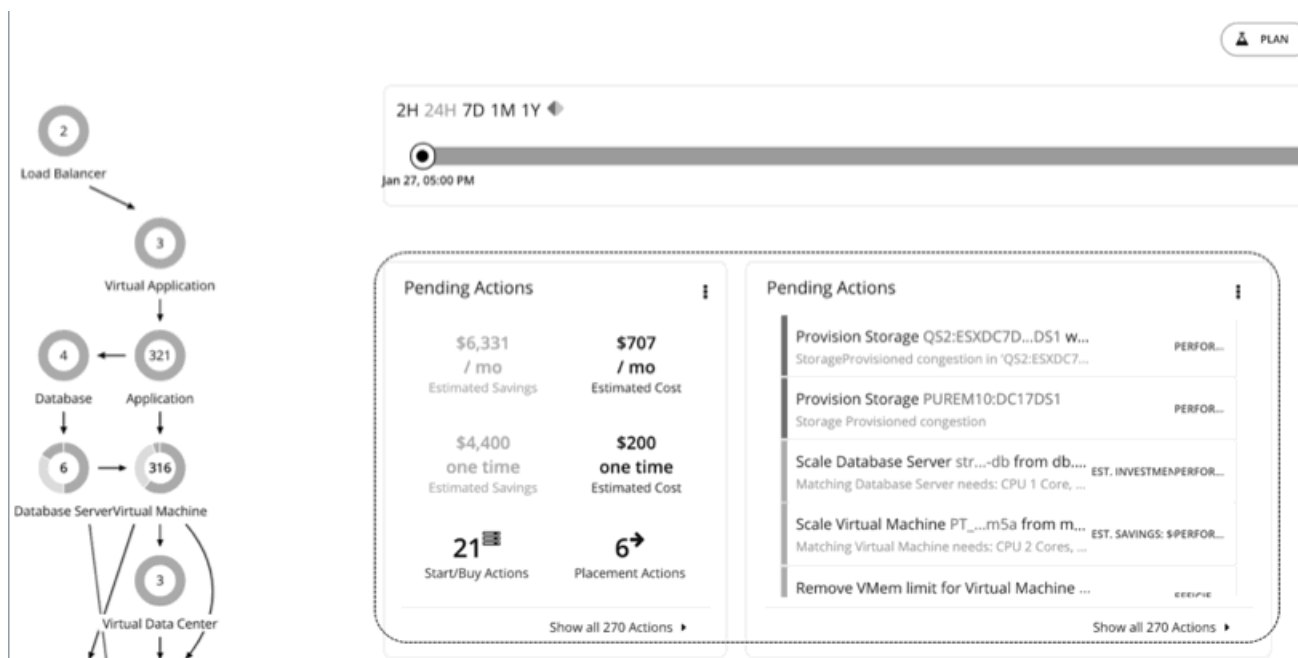 PLAN
2H 24H 7D 1M 1Y
Jan 27, 05:00 PM
2
Load Balancer
3
Virtual Application
4
321
Database
Application
6
316
Database Server
Virtual Machine
3
Virtual Data Center
Pending Actions
$6,331
/ mo
Estimated Savings
$707
/ mo
Estimated Cost
$4,400
one time
Estimated Savings
$200
one time
Estimated Cost
21
Start/Buy Actions
6
Placement Actions
Show all 270 Actions
Pending Actions
Provision Storage QS2:ESXDC7D...DS1 w...
StorageProvisioned congestion in 'QS2:ESXDC7...
PERFOR...
Provision Storage PUREM10:DC17DS1
Storage Provisioned congestion
PERFOR...
Scale Database Server str...-db from db....
Matching Database Server needs: CPU 1 Core, ...
EST. INVESTMEN
PERFOR...
Scale Virtual Machine PT_...m5a from m...
Matching Virtual Machine needs: CPU 2 Cores, ...
EST. SAVINGS: $
PERFOR...
Remove VMem limit for Virtual Machine ...
Show all 270 Actions